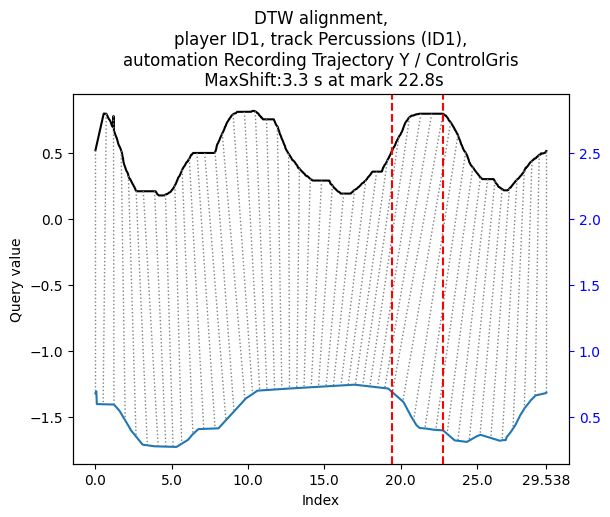 DTW alignment,
player ID1, track Percussions (ID1),
automation Recording Trajectory Y / ControlGris
MaxShift:3.3 s at mark 22.8s
Query value
0.5
0.0
−0.5
−1.0
−1.5
2.5
2.0
1.5
1.0
0.5
0.0
5.0
10.0
15.0
20.0
25.0
29.538
Index